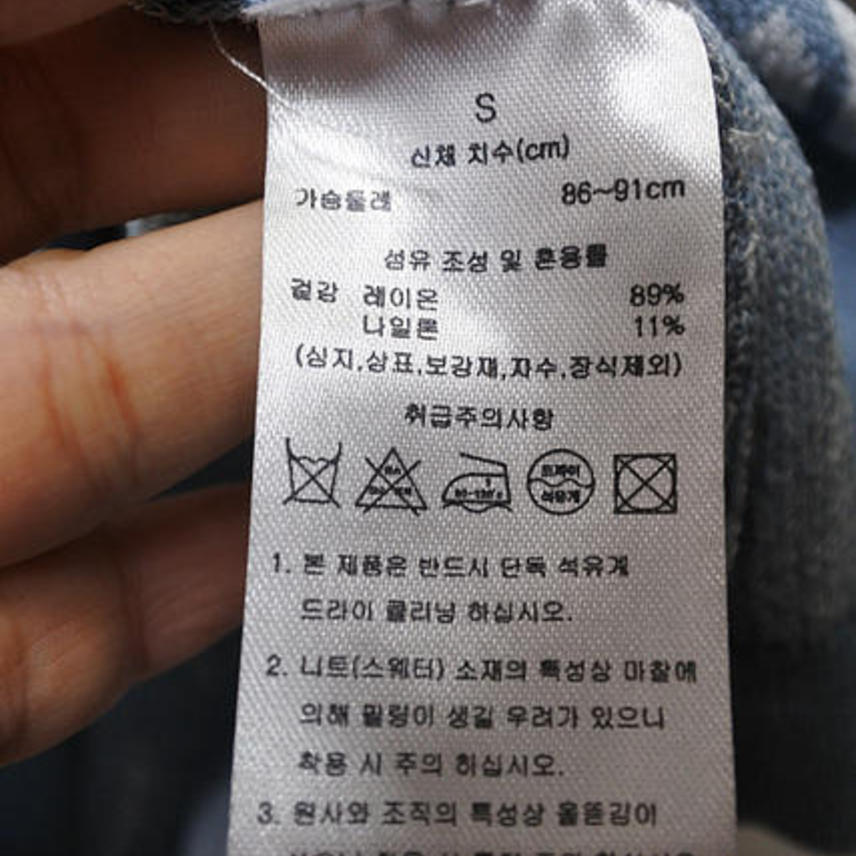 S
신체 치수(cm)
가슴둘레 86~91cm
섬유 조성 및 혼용률
겉감 레이온 89%
나일론 11%
(심지,상표,보강재,자수,장식제외)
취급주의사항
드라이
석유계
1. 본 제품은 반드시 단독 석유계
드라이 클리닝 하십시오.
2. 니트(스웨터) 소재의 특성상 마찰에
의해 필링이 생길 우려가 있으니
착용 시 주의 하십시오.
3. 원사와 조직의 특성상 올뜯김이